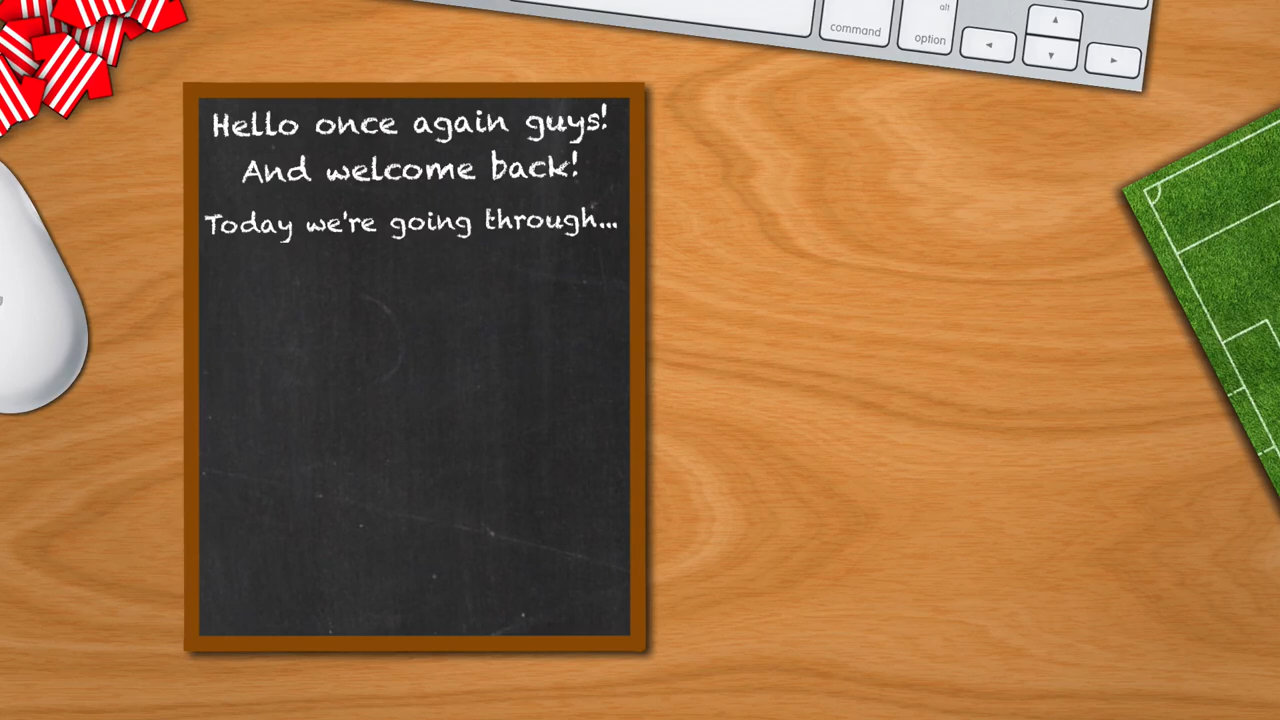 alt
command
option
Hello once again guys!
And welcome back!
Today we're going through...